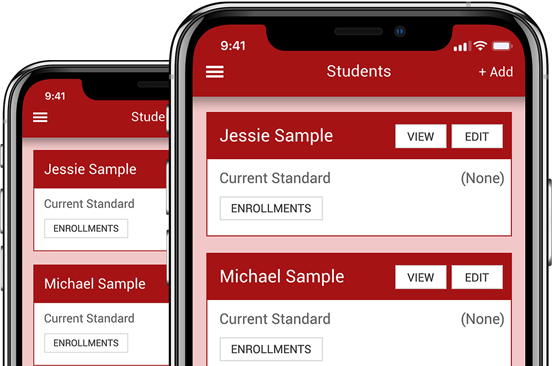 9:41
Stude
Jessie Sample
Current Standard
ENROLLMENTS
Michael Sample
Current Standard
ENROLLMENTS
9:41
Students + Add
Jessie Sample VIEW EDIT
Current Standard (None)
ENROLLMENTS
Michael Sample VIEW EDIT
Current Standard (None)
ENROLLMENTS